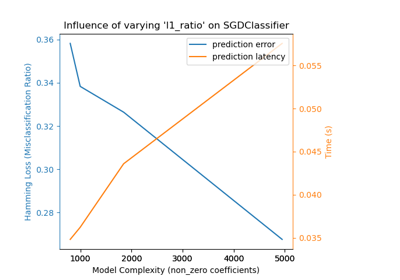 Influence of varying 'l1_ratio' on SGDClassifier
prediction error
prediction latency
Hamming Loss (Misclassification Ratio)
0.36
0.34
0.32
0.30
0.28
0.055
0.050
0.045
0.040
0.035
Time (s)
1000 2000 3000 4000 5000
Model Complexity (non_zero coefficients)